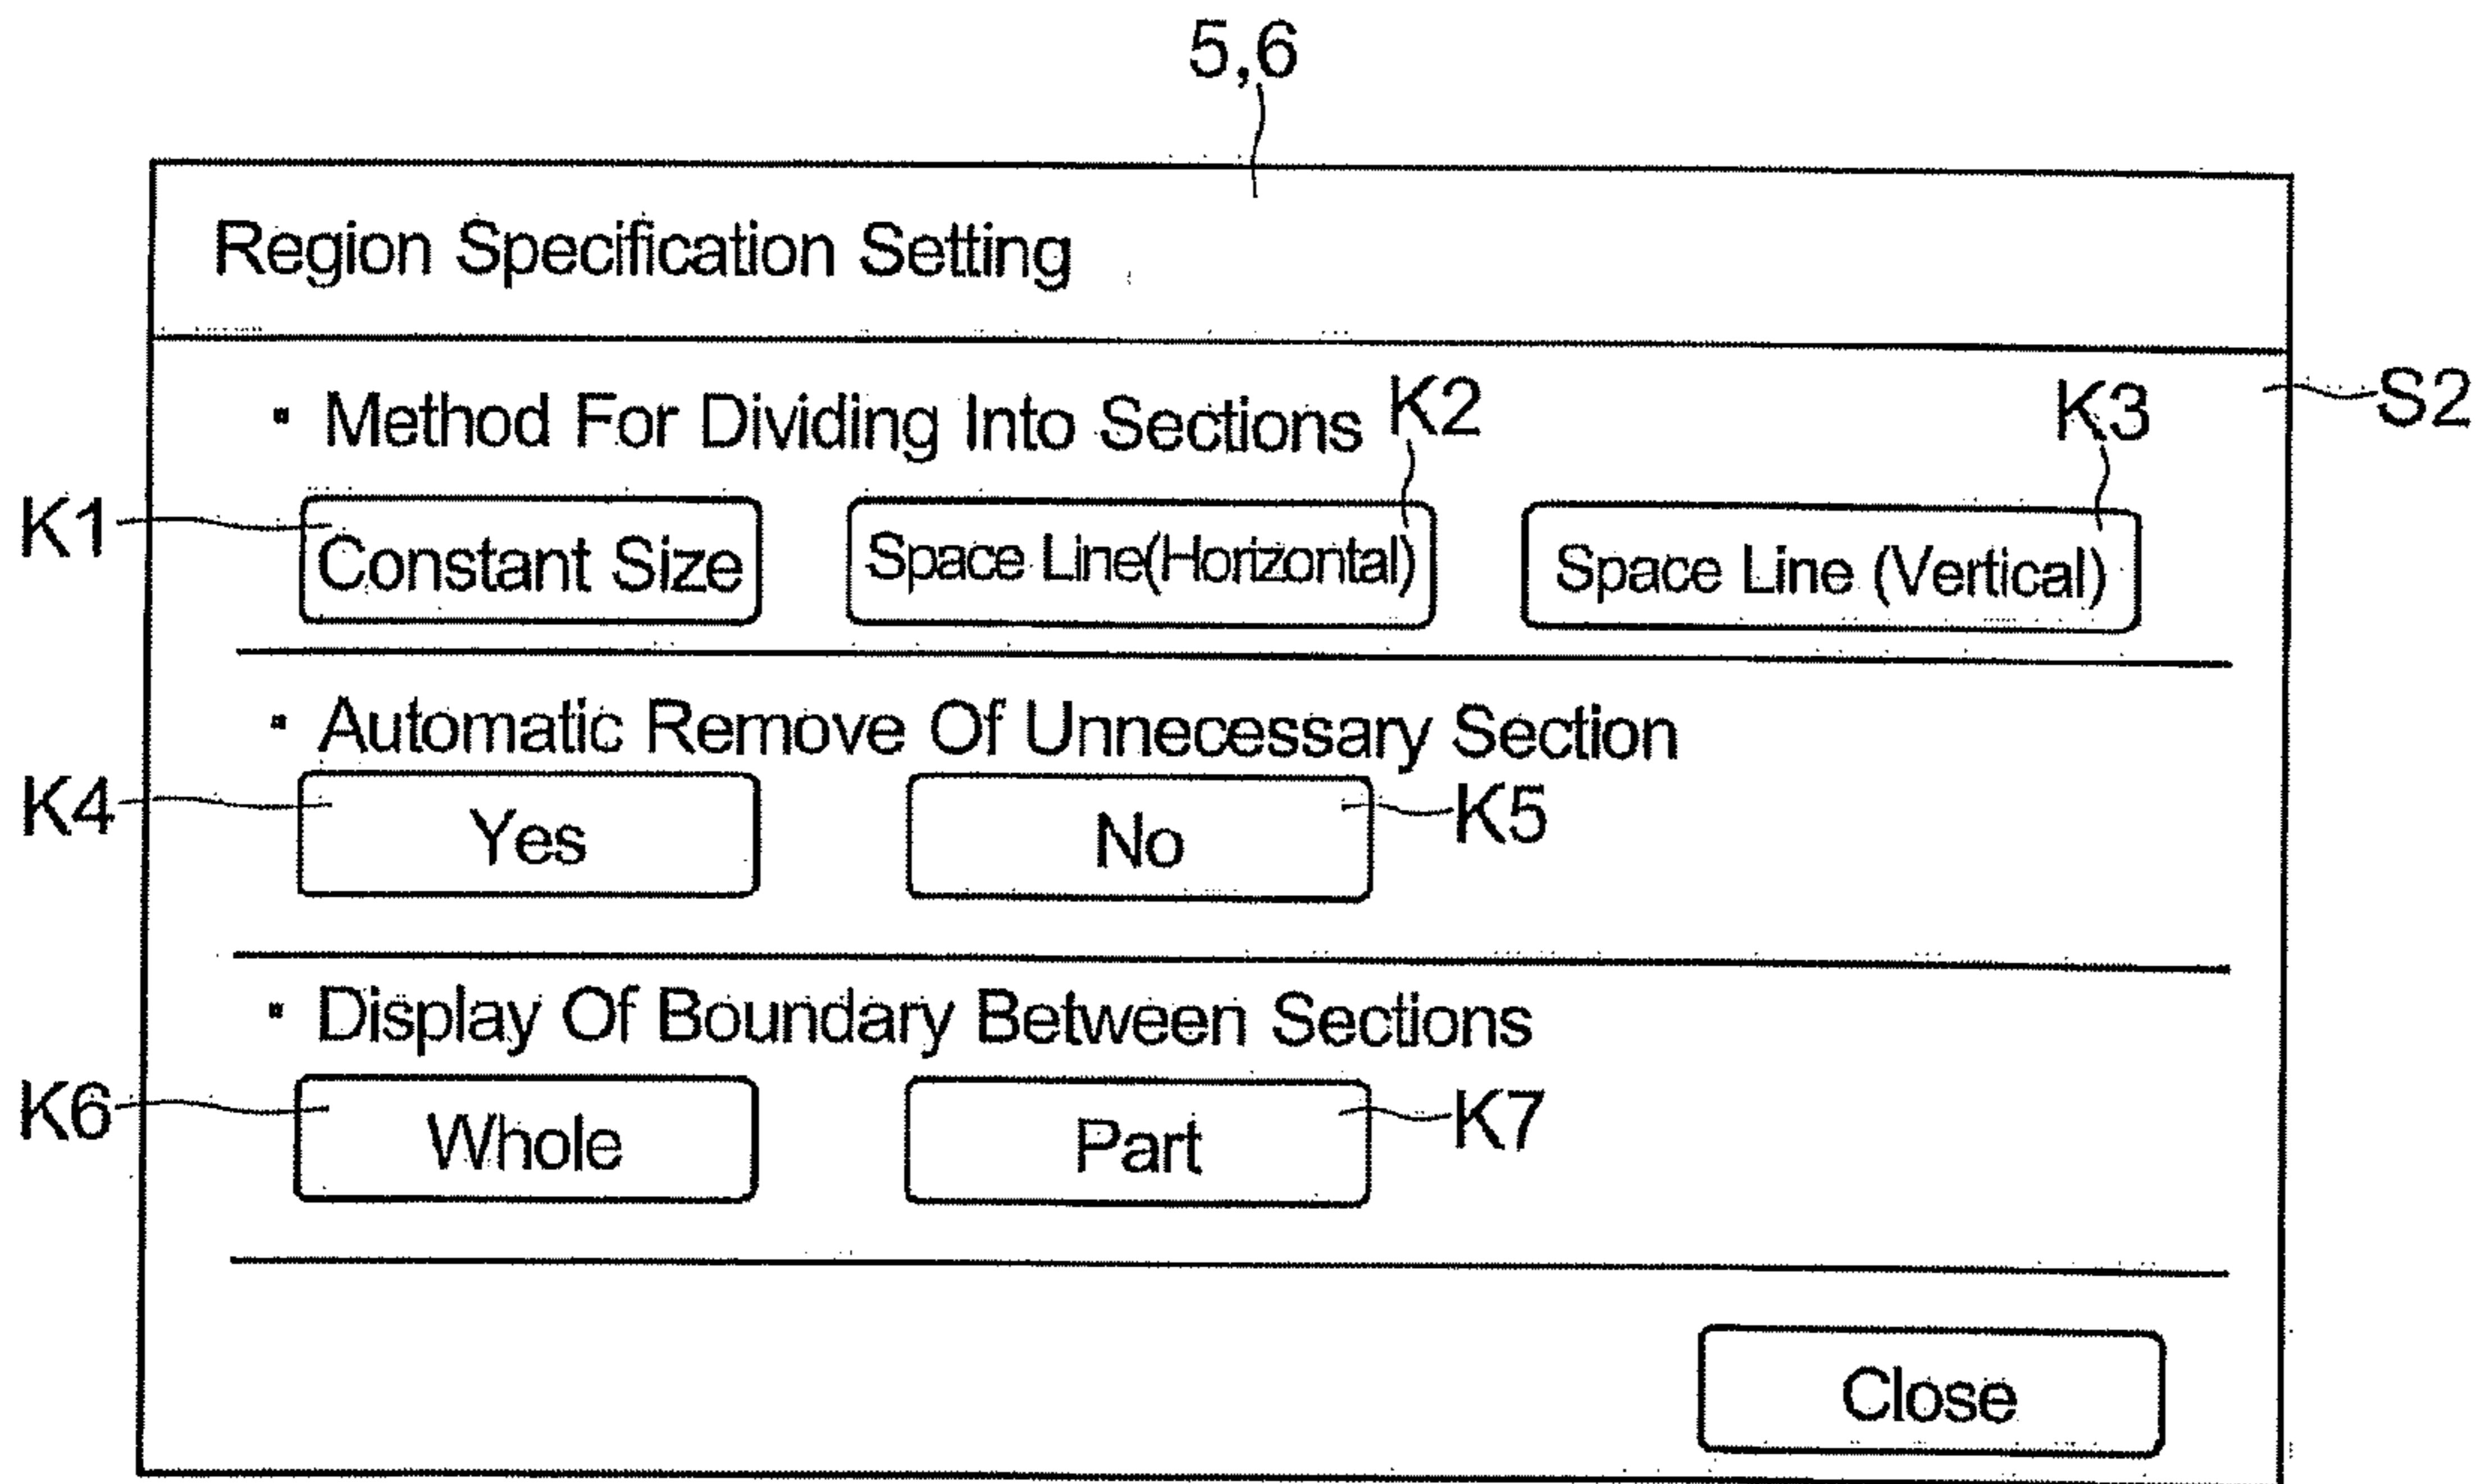 5,6
Region Specification Setting
S2
· Method For Dividing Into Sections K2 K3
K1 Constant Size Space Line(Horizontal) Space Line (Vertical)
· Automatic Remove Of Unnecessary Section
K4 Yes No K5
· Display Of Boundary Between Sections
K6 Whole Part K7
Close